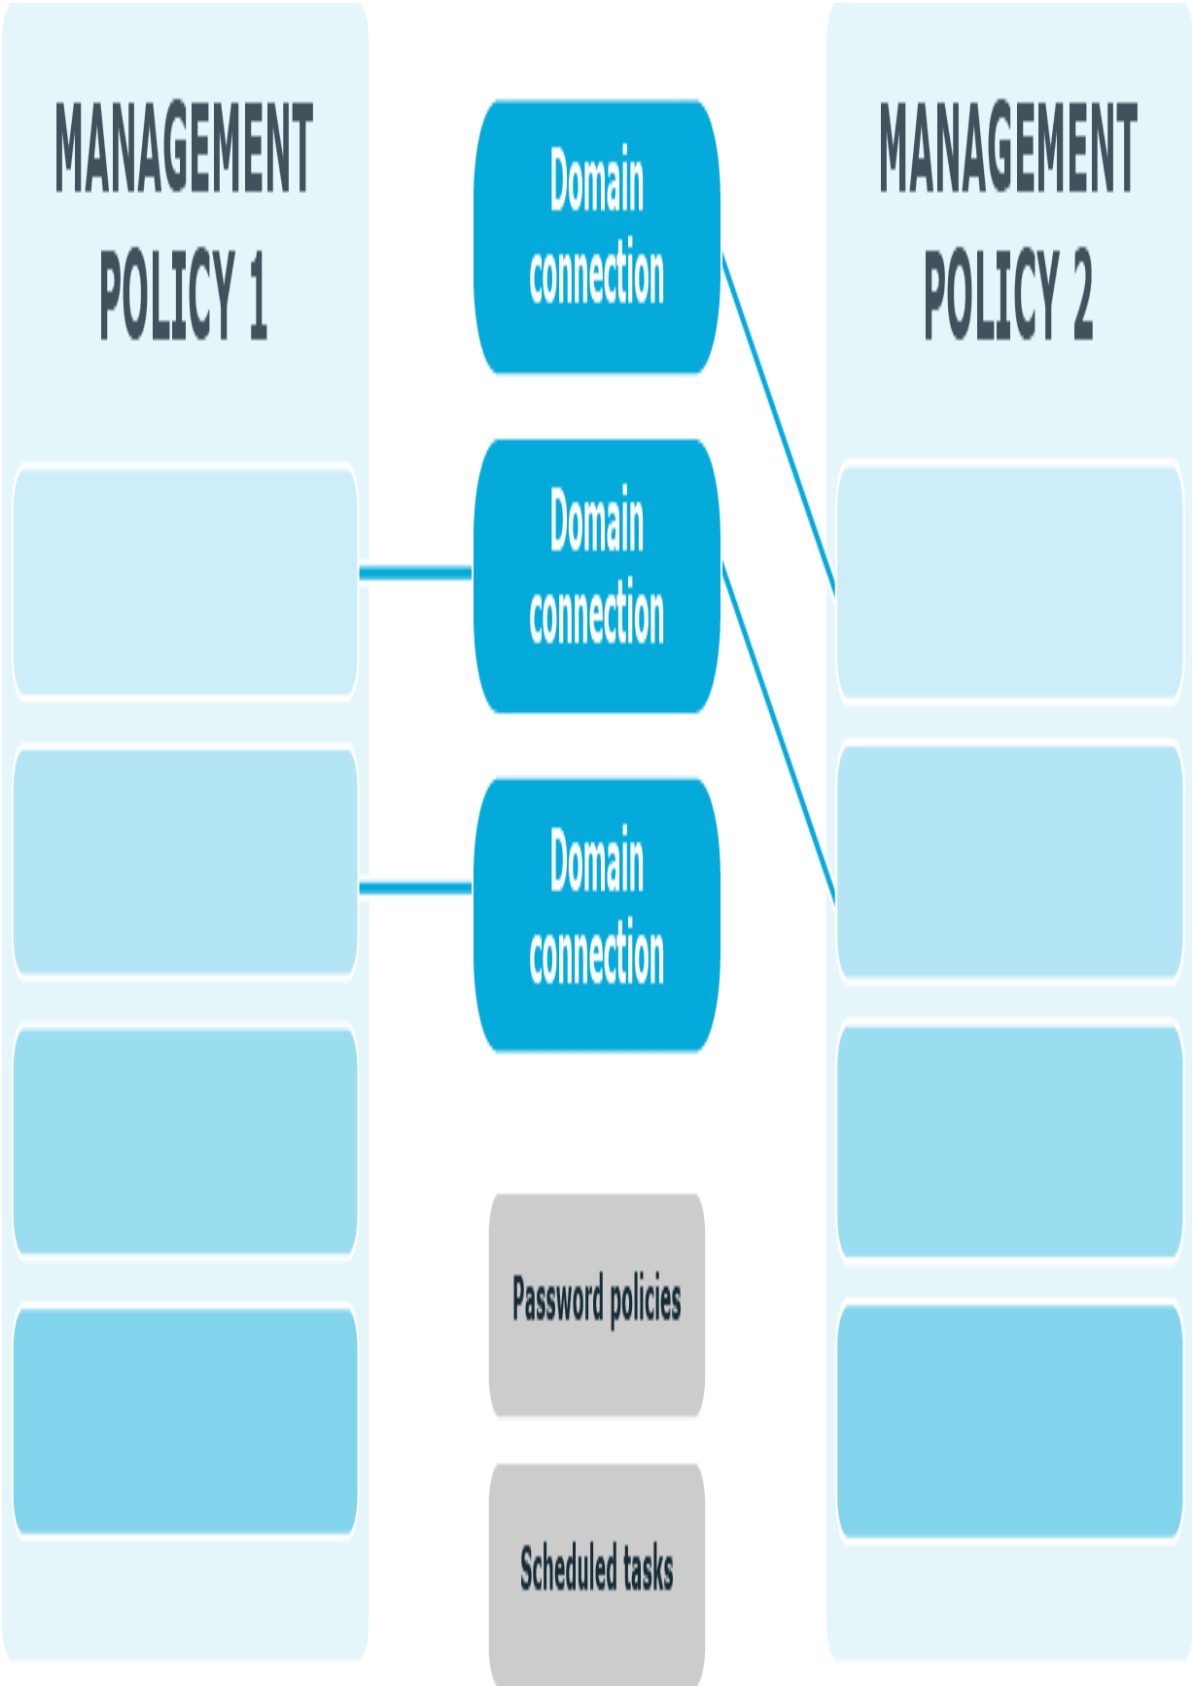 MANAGEMENT
POLICY 1
Domain
connection
Domain
connection
Domain
connection
Password policies
Scheduled tasks
MANAGEMENT
POLICY 2